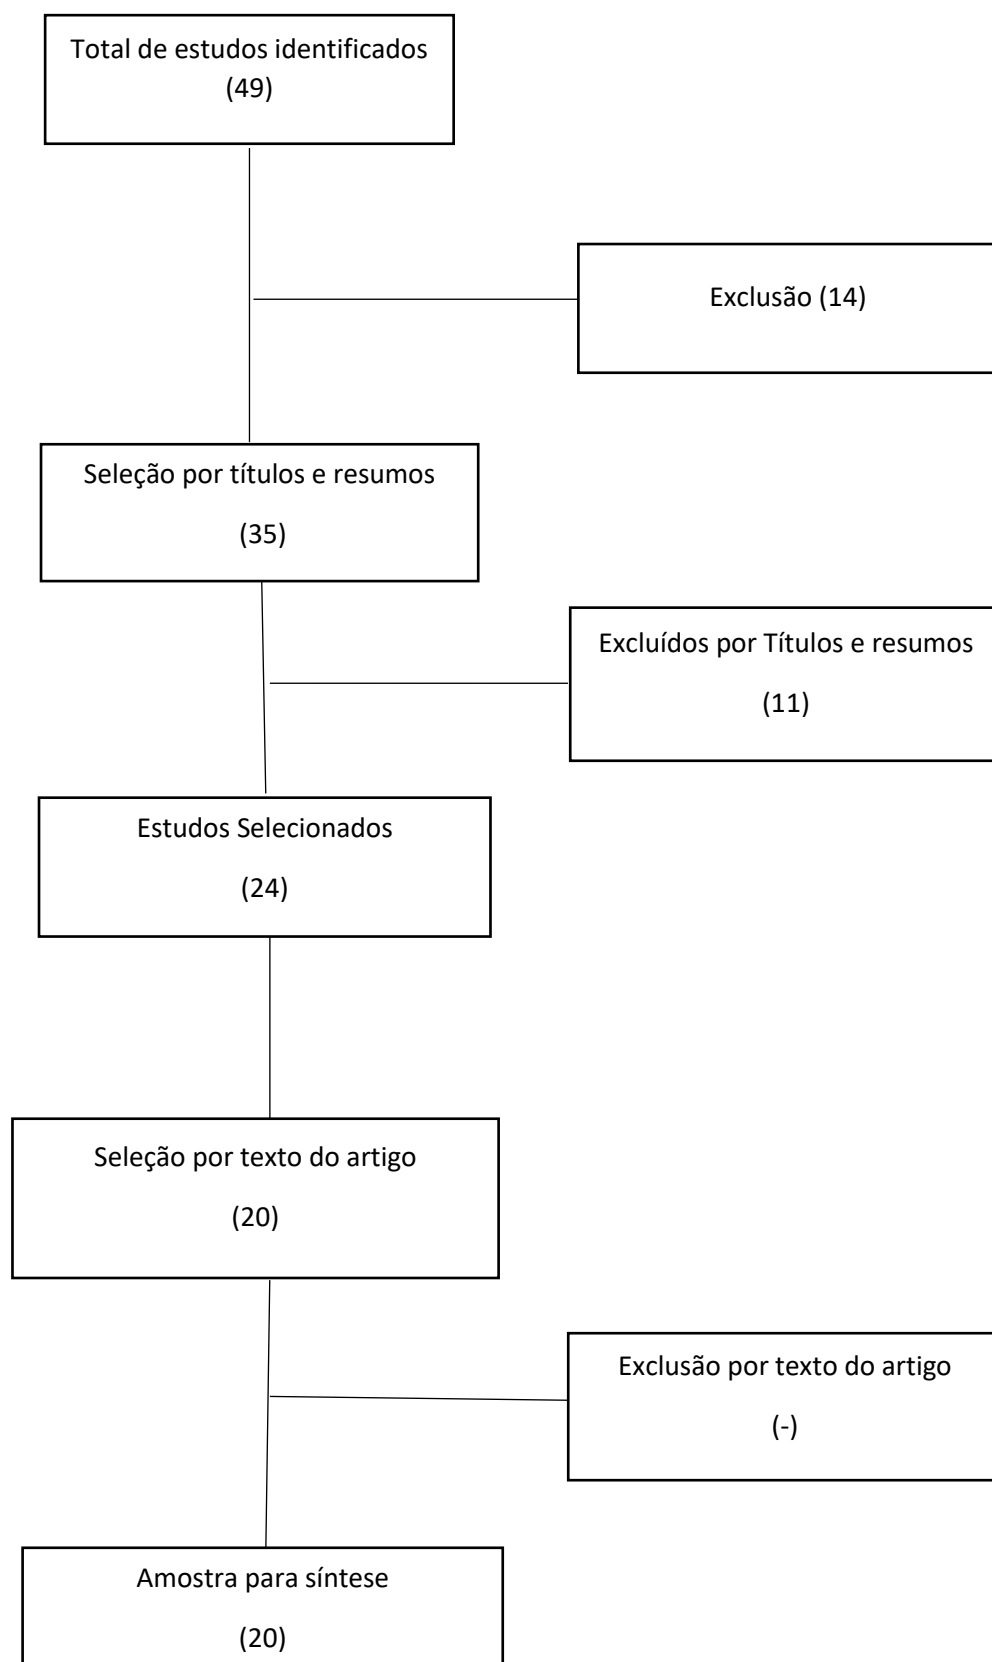 Total de estudos identificados
(49)
Exclusão (14)
Seleção por títulos e resumos
(35)
Excluídos por Títulos e resumos
(11)
Estudos Selecionados
(24)
Seleção por texto do artigo
(20)
Exclusão por texto do artigo
(-)
Amostra para síntese
(20)